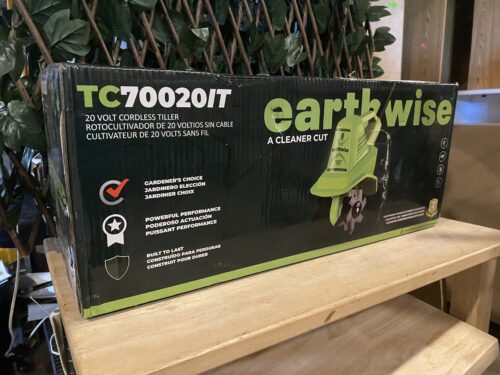 TC70020IT
20 VOLT CORDLESS TILLER
ROTOCULTIVADOR DE 20 VOLTIOS SIN CABLE
CULTIVATEUR DE 20 VOLTS SANS FIL
earthwise
A CLEANER CUT
earthwise
GARDENER'S CHOICE
JARDINERO ELECCIÓN
JARDINIER CHOIX
POWERFUL PERFORMANCE
PODEROSO ACTUACIÓN
PUISSANT PERFORMANCE
BUILT TO LAST
CONSTRUÍDO PARA PERDURAR
CONSTRUIT POUR DURER